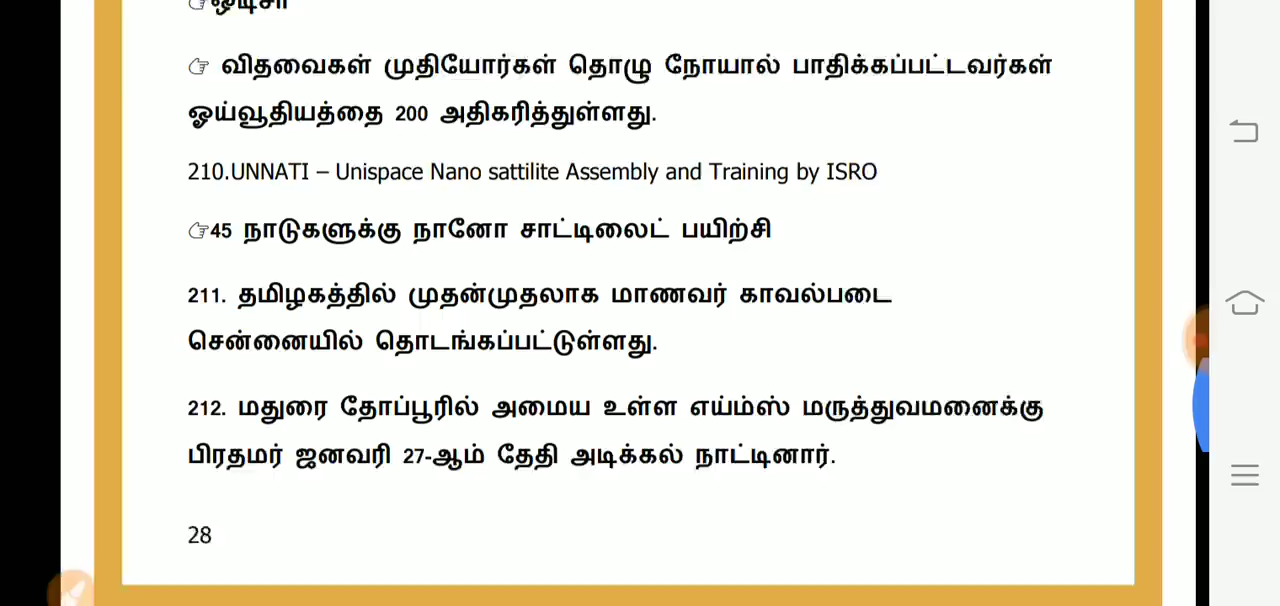 ☞ஒடிசா
☞ விதவைகள் முதியோர்கள் தொழு நோயால் பாதிக்கப்பட்டவர்கள்
ஓய்வூதியத்தை 200 அதிகரித்துள்ளது.
210.UNNATI – Unispace Nano sattilite Assembly and Training by ISRO
☞45 நாடுகளுக்கு நானோ சாட்டிலைட் பயிற்சி
211. தமிழகத்தில் முதன்முதலாக மாணவர் காவல்படை
சென்னையில் தொடங்கப்பட்டுள்ளது.
212. மதுரை தோப்பூரில் அமைய உள்ள எய்ம்ஸ் மருத்துவமனைக்கு
பிரதமர் ஜனவரி 27-ஆம் தேதி அடிக்கல் நாட்டினார்.
28